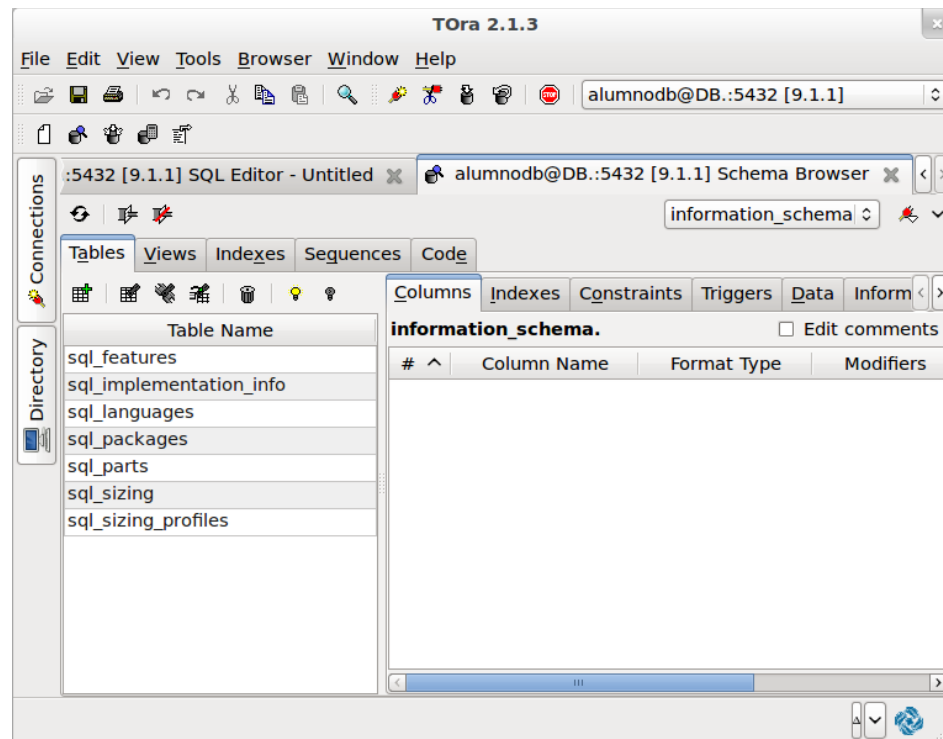 TOra 2.1.3
File Edit View Tools Browser Window Help
STOP alumnodb@DB.:5432 [9.1.1]
:5432 [9.1.1] SQL Editor - Untitled alumnodb@DB.:5432 [9.1.1] Schema Browser
Connections
Directory
information_schema
Tables Views Indexes Sequences Code
Columns Indexes Constraints Triggers Data Inform
Table Name
information_schema. Edit comments
# Column Name Format Type Modifiers
sql_features
sql_implementation_info
sql_languages
sql_packages
sql_parts
sql_sizing
sql_sizing_profiles